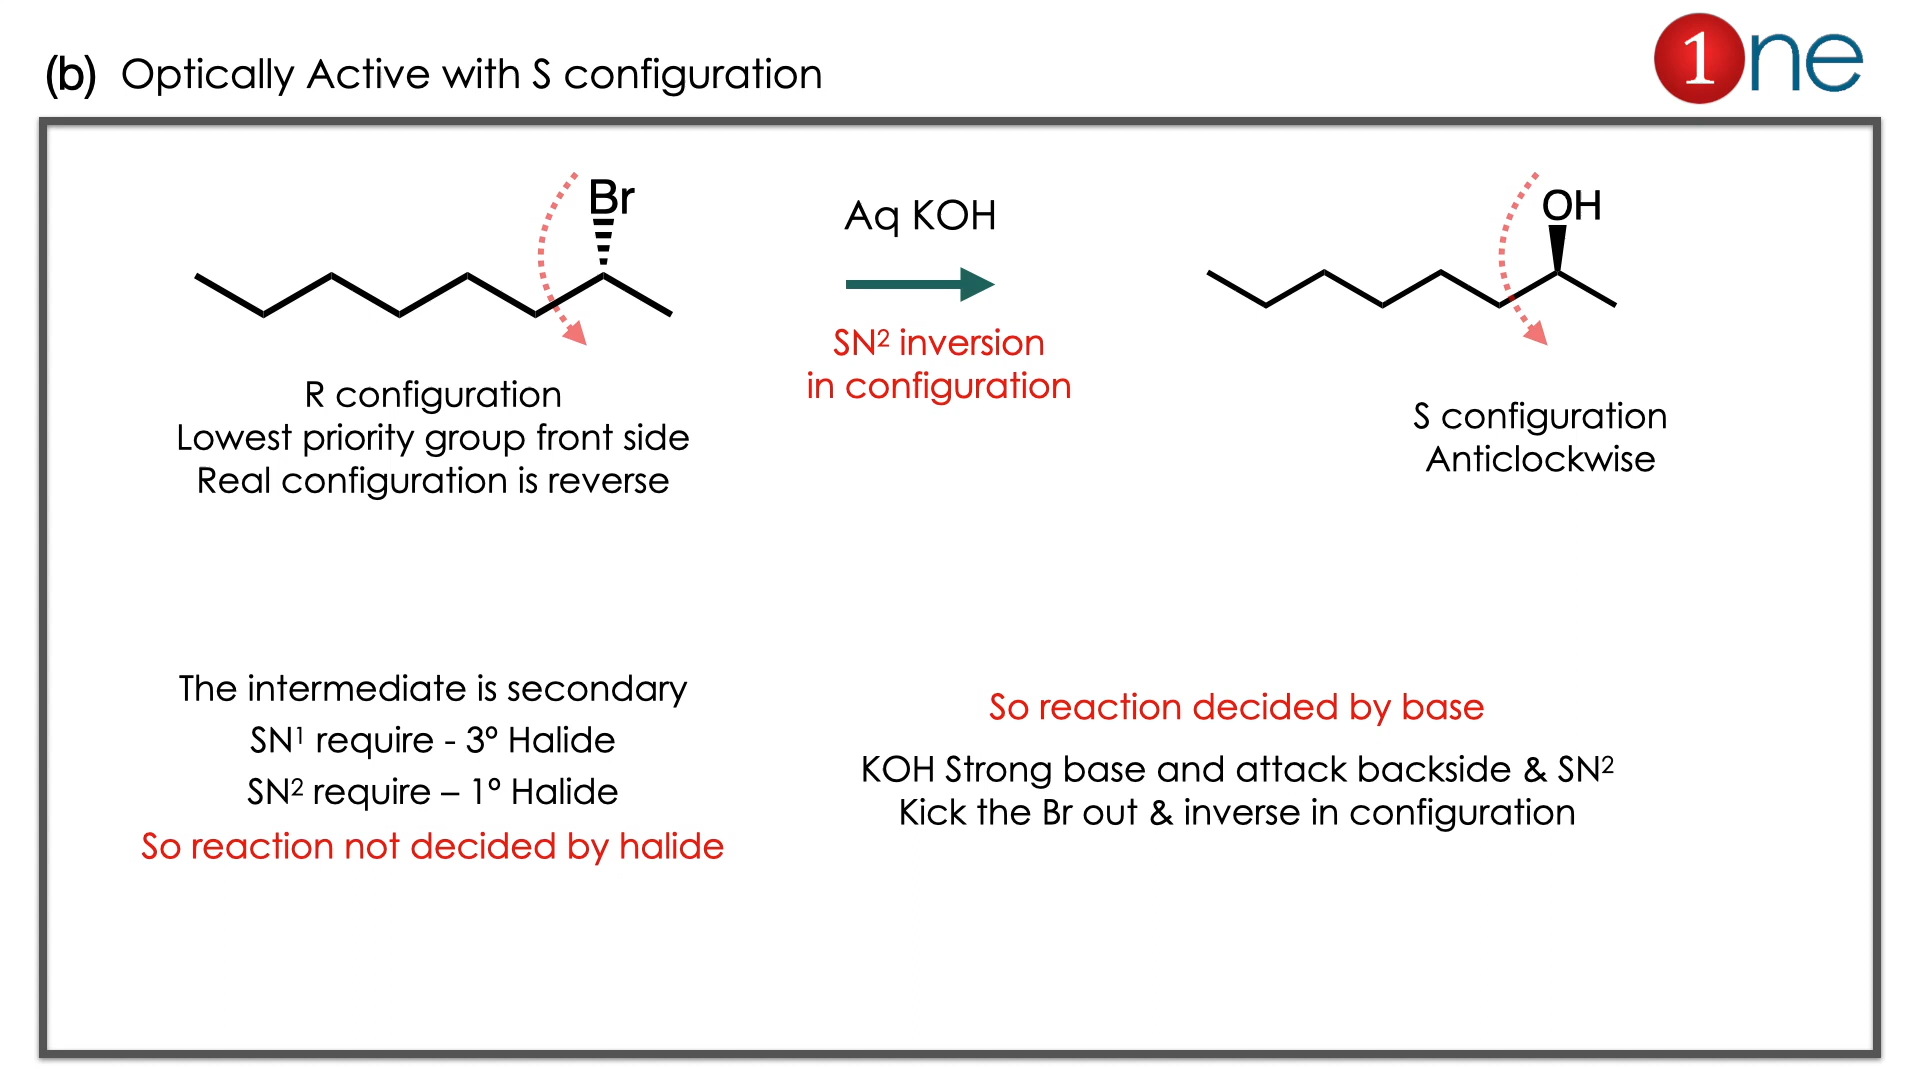 (b) Optically Active with S configuration
1ne
Br
R configuration
Lowest priority group front side
Real configuration is reverse
Aq KOH
SN² inversion
in configuration
OH
S configuration
Anticlockwise
The intermediate is secondary
SN¹ require - 3º Halide
SN² require – 1º Halide
So reaction not decided by halide
So reaction decided by base
KOH Strong base and attack backside & SN²
Kick the Br out & inverse in configuration